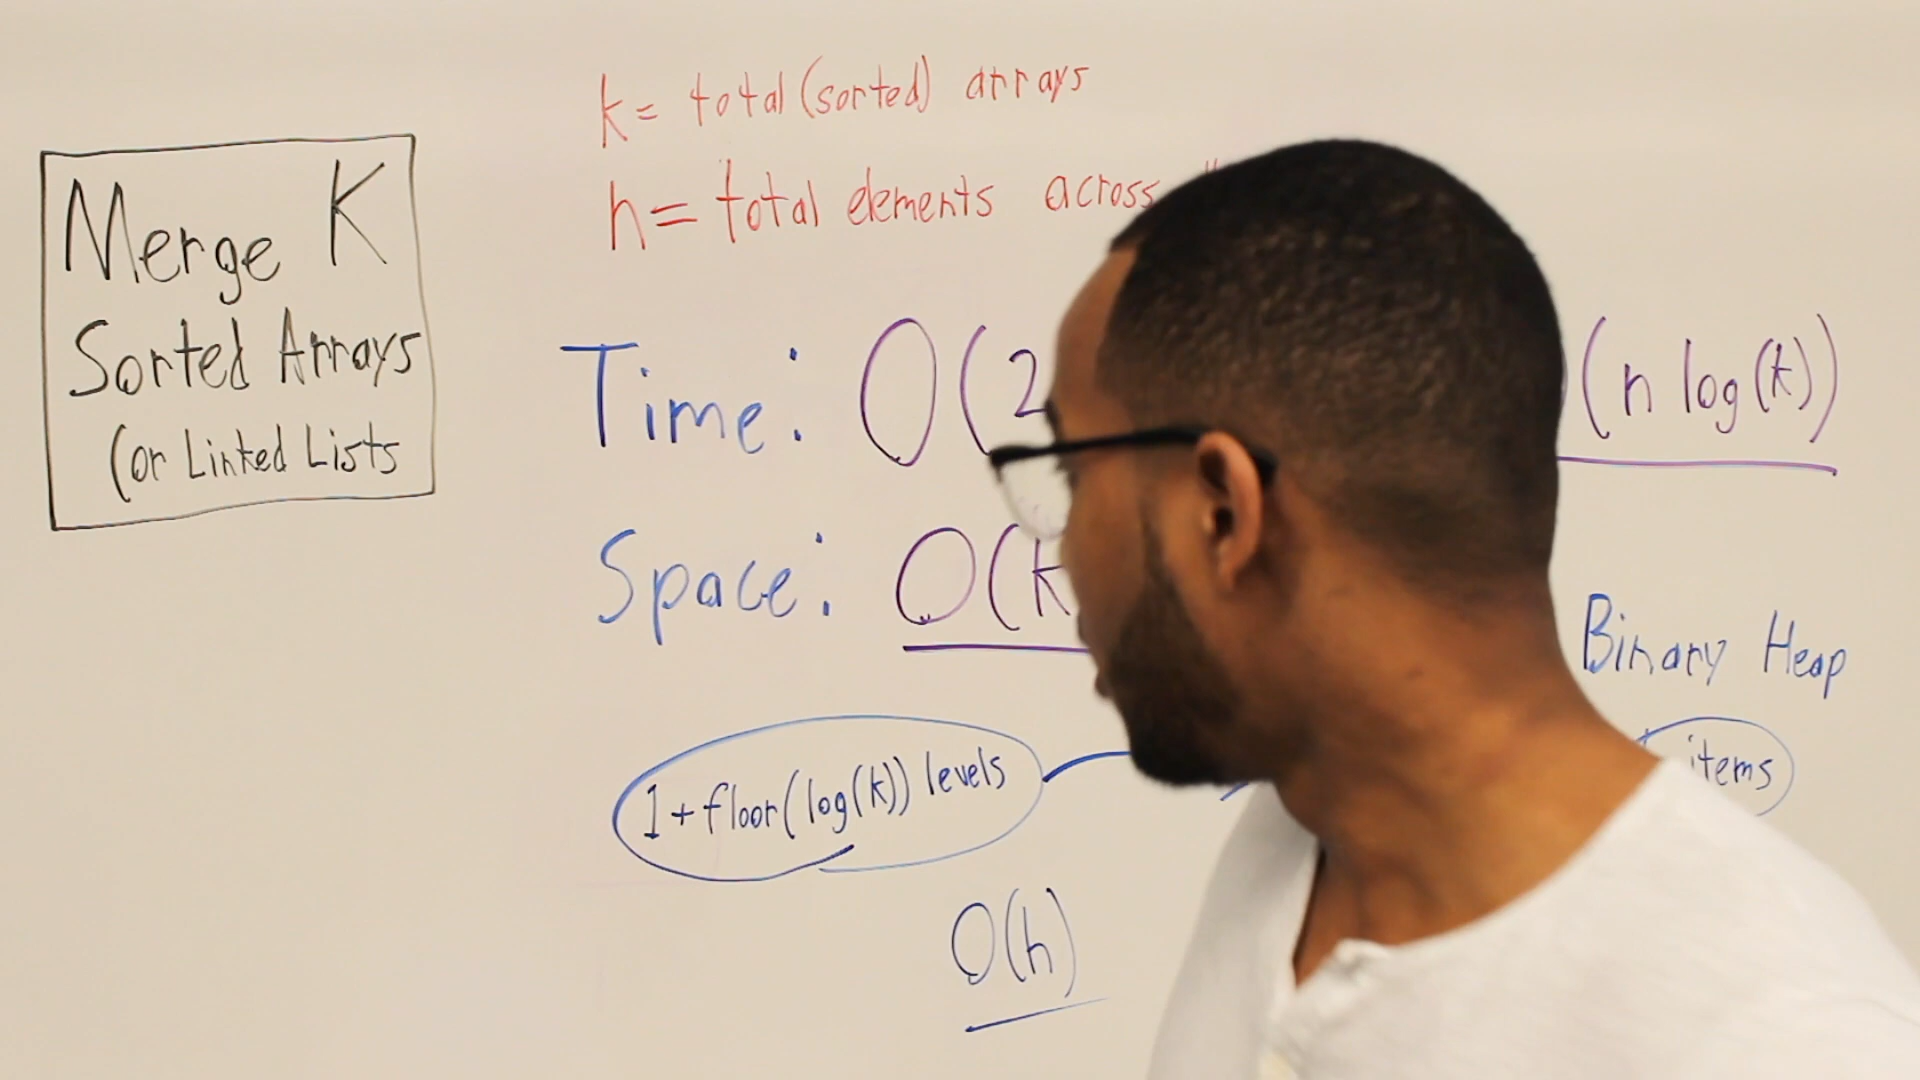 Merge K
Sorted Arrays
(or Linked Lists
k = total (sorted) arrays
n = total elements across
Time: O(2 (n log(k))
Space: O(k
Binary Heap
1 + floor(log(k)) levels
items
O(h)